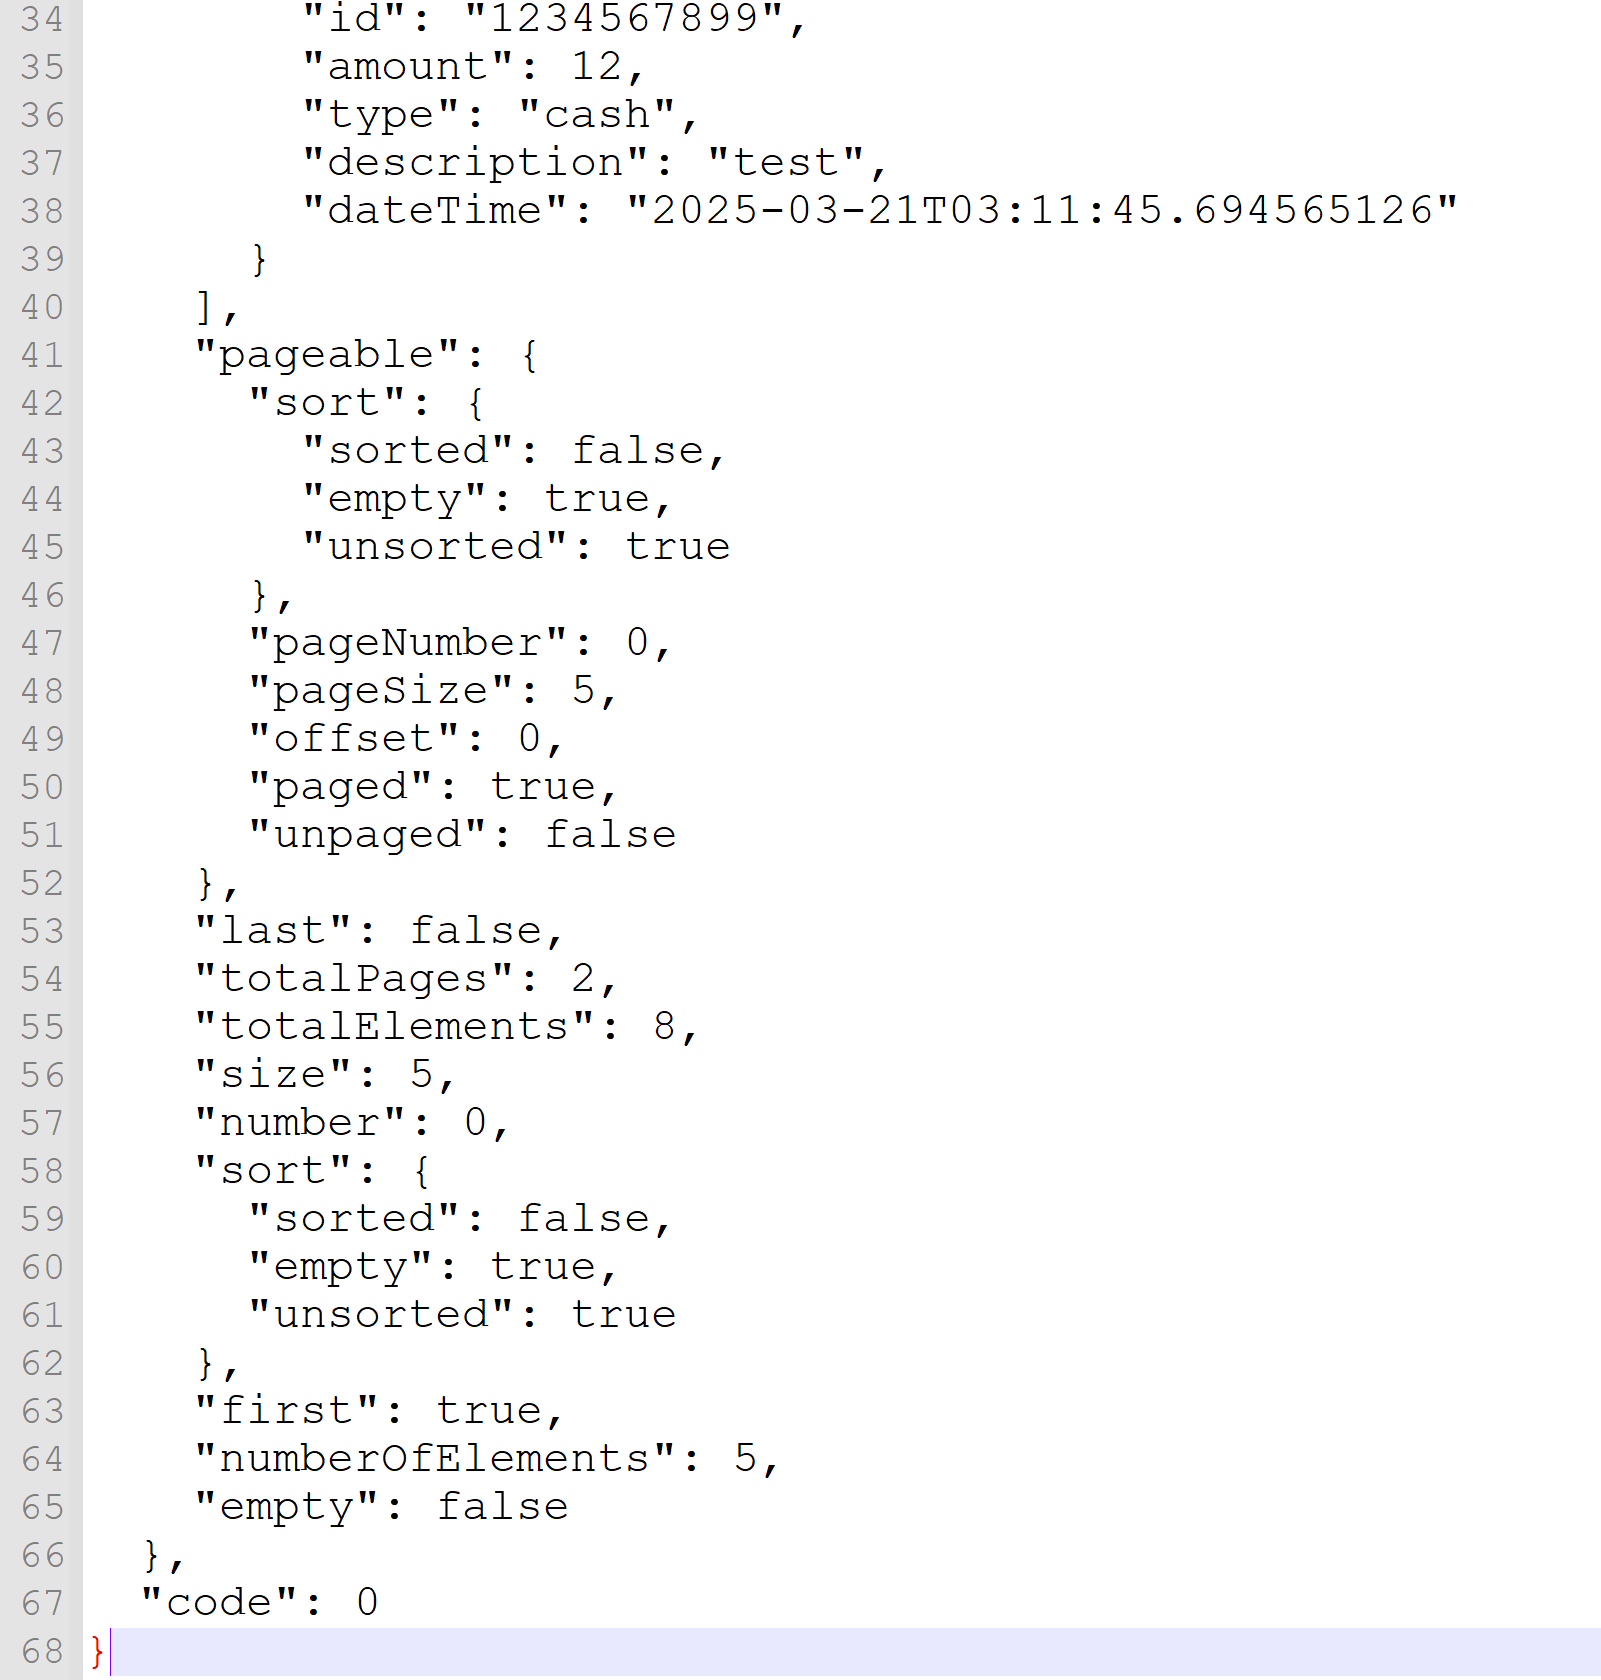 34 "id": "1234567899",
35 "amount": 12,
36 "type": "cash",
37 "description": "test",
38 "dateTime": "2025-03-21T03:11:45.694565126"
39 }
40 ],
41 "pageable": {
42 "sort": {
43 "sorted": false,
44 "empty": true,
45 "unsorted": true
46 },
47 "pageNumber": 0,
48 "pageSize": 5,
49 "offset": 0,
50 "paged": true,
51 "unpaged": false
52 },
53 "last": false,
54 "totalPages": 2,
55 "totalElements": 8,
56 "size": 5,
57 "number": 0,
58 "sort": {
59 "sorted": false,
60 "empty": true,
61 "unsorted": true
62 },
63 "first": true,
64 "numberOfElements": 5,
65 "empty": false
66 },
67 "code": 0
68 }